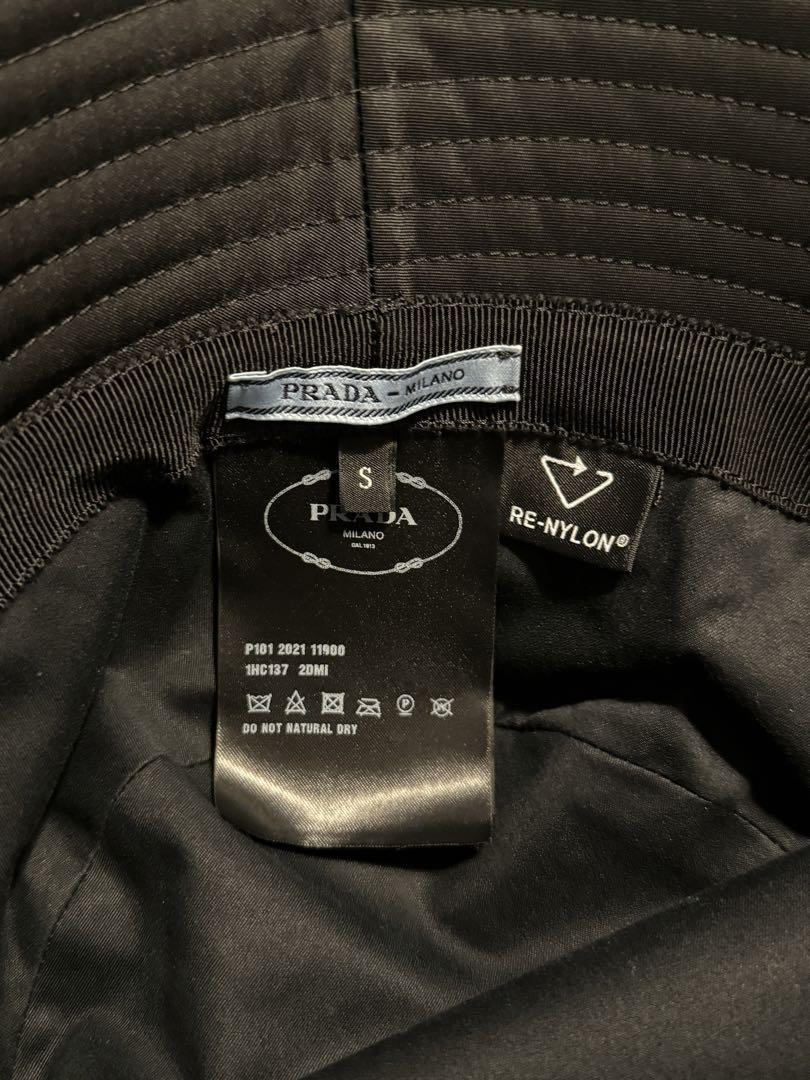 PRADA - MILANO
S
PRADA
MILANO
DAL 1913
RE-NYLON®
P101 2021 11900
1HC137 2DMI
P
W
DO NOT NATURAL DRY